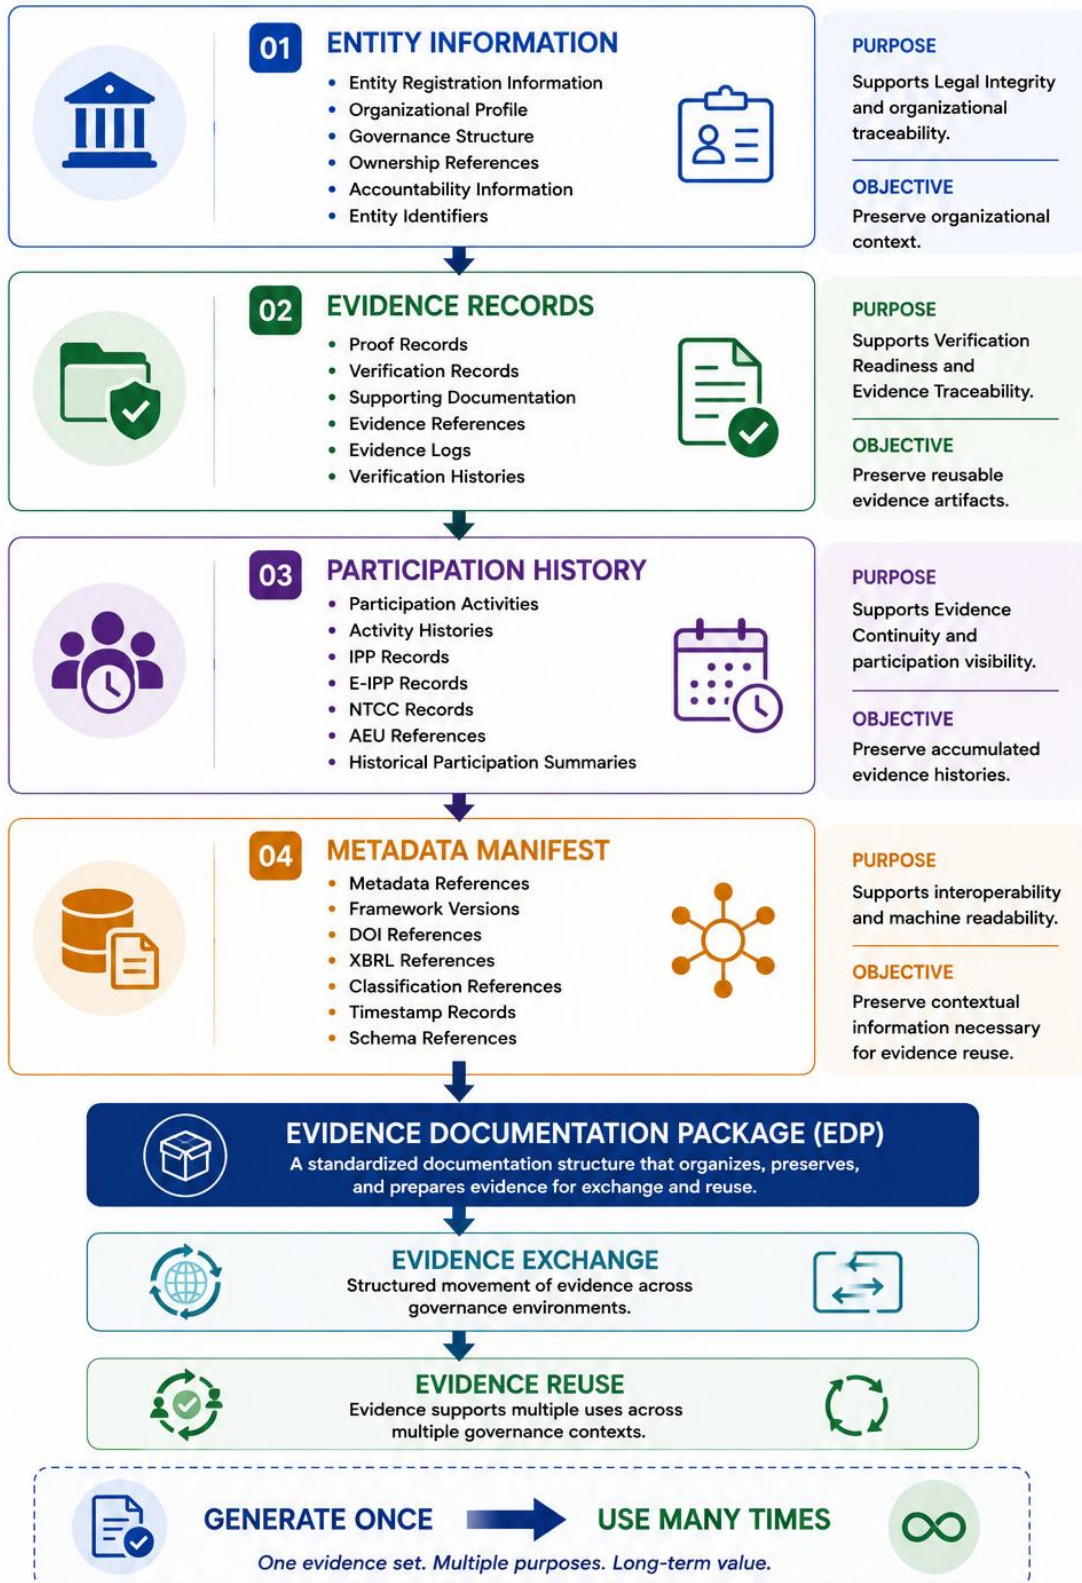 01
ENTITY INFORMATION
• Entity Registration Information
• Organizational Profile
• Governance Structure
• Ownership References
• Accountability Information
• Entity Identifiers
PURPOSE
Supports Legal Integrity
and organizational
traceability.
OBJECTIVE
Preserve organizational
context.
02
EVIDENCE RECORDS
• Proof Records
• Verification Records
• Supporting Documentation
• Evidence References
• Evidence Logs
• Verification Histories
PURPOSE
Supports Verification
Readiness and
Evidence Traceability.
OBJECTIVE
Preserve reusable
evidence artifacts.
03
PARTICIPATION HISTORY
• Participation Activities
• Activity Histories
• IPP Records
• E-IPP Records
• NTCC Records
• AEU References
• Historical Participation Summaries
PURPOSE
Supports Evidence
Continuity and
participation visibility.
OBJECTIVE
Preserve accumulated
evidence histories.
04
METADATA MANIFEST
• Metadata References
• Framework Versions
• DOI References
• XBRL References
• Classification References
• Timestamp Records
• Schema References
PURPOSE
Supports interoperability
and machine readability.
OBJECTIVE
Preserve contextual
information necessary
for evidence reuse.
EVIDENCE DOCUMENTATION PACKAGE (EDP)
A standardized documentation structure that organizes, preserves,
and prepares evidence for exchange and reuse.
EVIDENCE EXCHANGE
Structured movement of evidence across
governance environments.
EVIDENCE REUSE
Evidence supports multiple uses across
multiple governance contexts.
GENERATE ONCE
USE MANY TIMES
One evidence set. Multiple purposes. Long-term value.